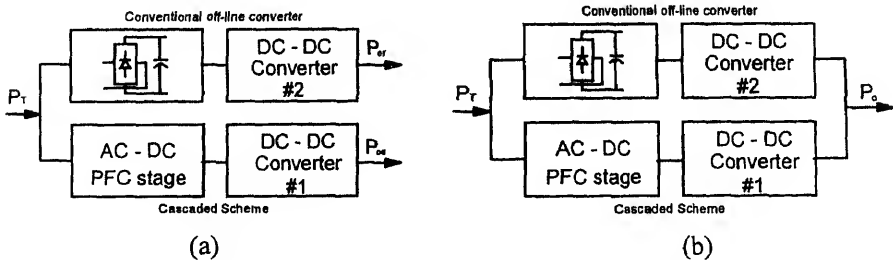 Conventional off-line converter
DC - DC
Converter
#2
P_or
P_T
AC - DC
PFC stage
DC - DC
Converter
#1
P_oc
Cascaded Scheme
(a)
Conventional off-line converter
DC - DC
Converter
#2
P_T
P_o
AC - DC
PFC stage
DC - DC
Converter
#1
Cascaded Scheme
(b)